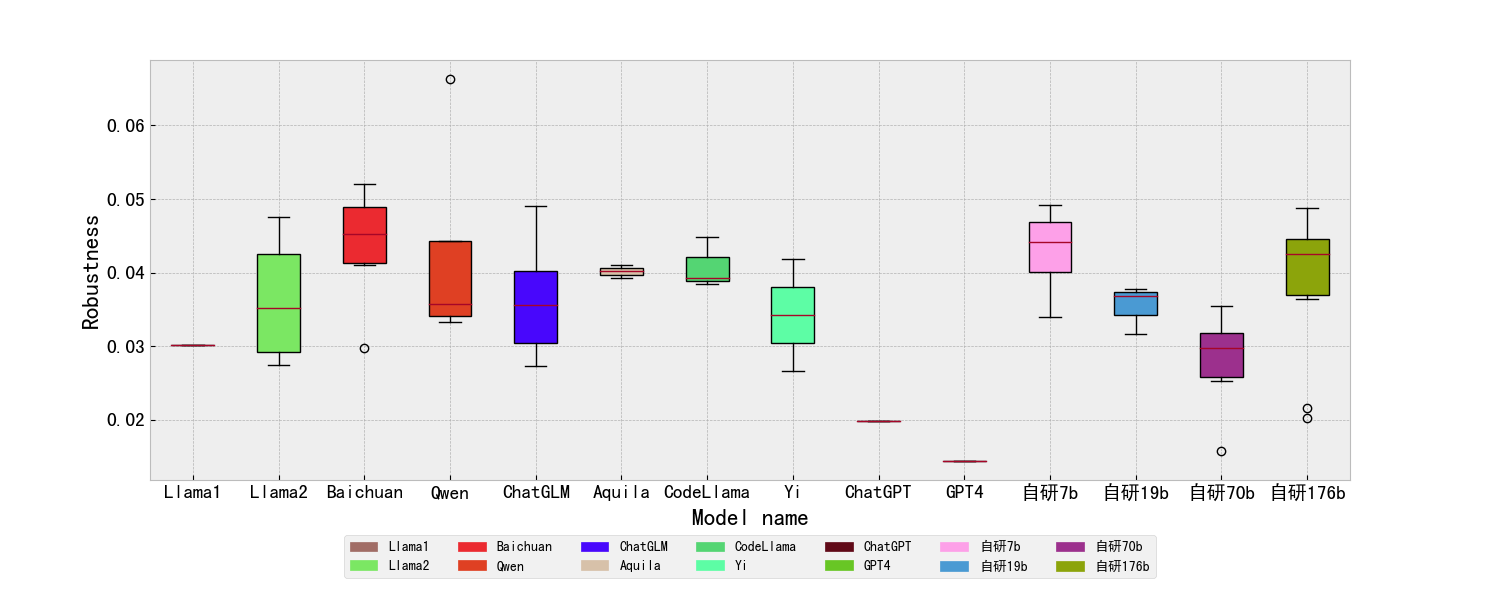 Robustness
0.06
0.05
0.04
0.03
0.02
Llama1 Llama2 Baichuan Qwen ChatGLM Aquila CodeLlama Yi ChatGPT GPT4 自研7b 自研19b 自研70b 自研176b
Model name
Llama1 Baichuan ChatGLM CodeLlama ChatGPT 自研7b 自研70b
Llama2 Qwen Aquila Yi GPT4 自研19b 自研176b